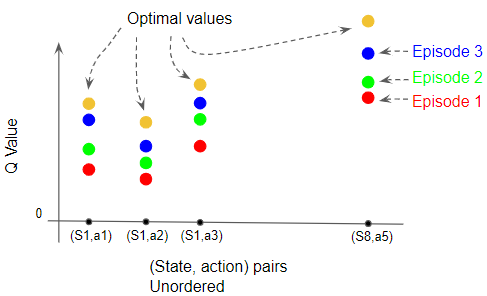 Optimal values
Episode 3
Episode 2
Episode 1
Q Value
0
(S1,a1)
(S1,a2)
(S1,a3)
(S8,a5)
(State, action) pairs
Unordered